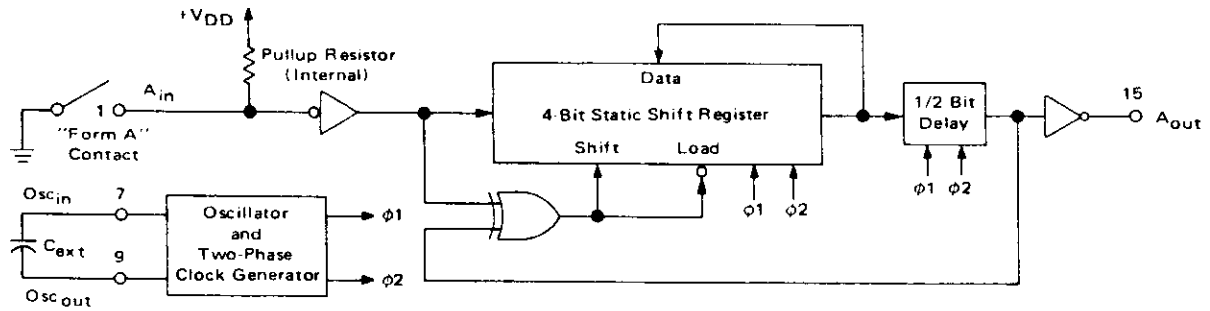 +VDD
Pullup Resistor
(Internal)
Ain
1
"Form A"
Contact
Data
4-Bit Static Shift Register
Shift Load
1/2 Bit
Delay
15
Aout
ϕ1 ϕ2
ϕ1 ϕ2
Oscin
7
Cext
9
Oscout
Oscillator
and
Two-Phase
Clock Generator
ϕ1
ϕ2